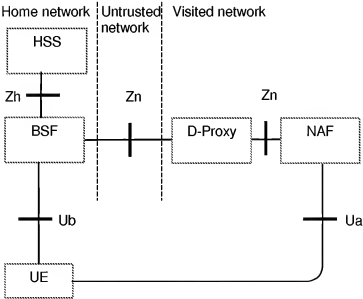 Home network
Untrusted
network
Visited network
HSS
Zh
Zn
Zn
BSF
D-Proxy
NAF
Ub
Ua
UE